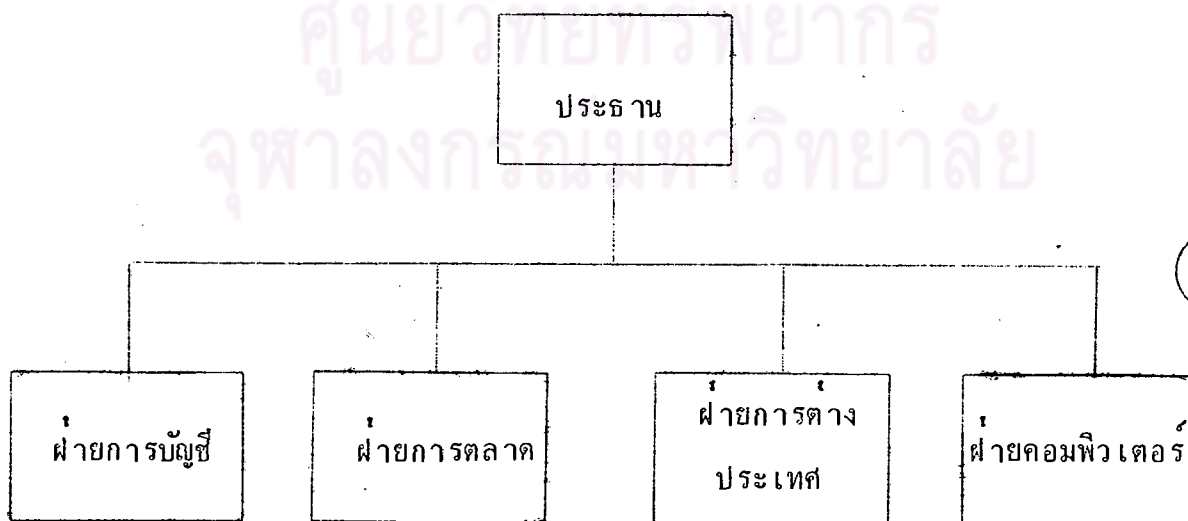 ศูนย์วิทยทรัพยากร
จุฬาลงกรณ์มหาวิทยาลัย
ประธาน
ฝ่ายการบัญชี
ฝ่ายการตลาด
ฝ่ายการต่าง
ประเทศ
ฝ่ายคอมพิวเตอร์